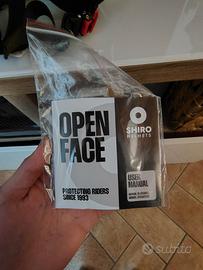 OPEN
FACE
SHIRO
HELMETS
PROTECTING RIDERS
SINCE 1993
USER
MANUAL
subito